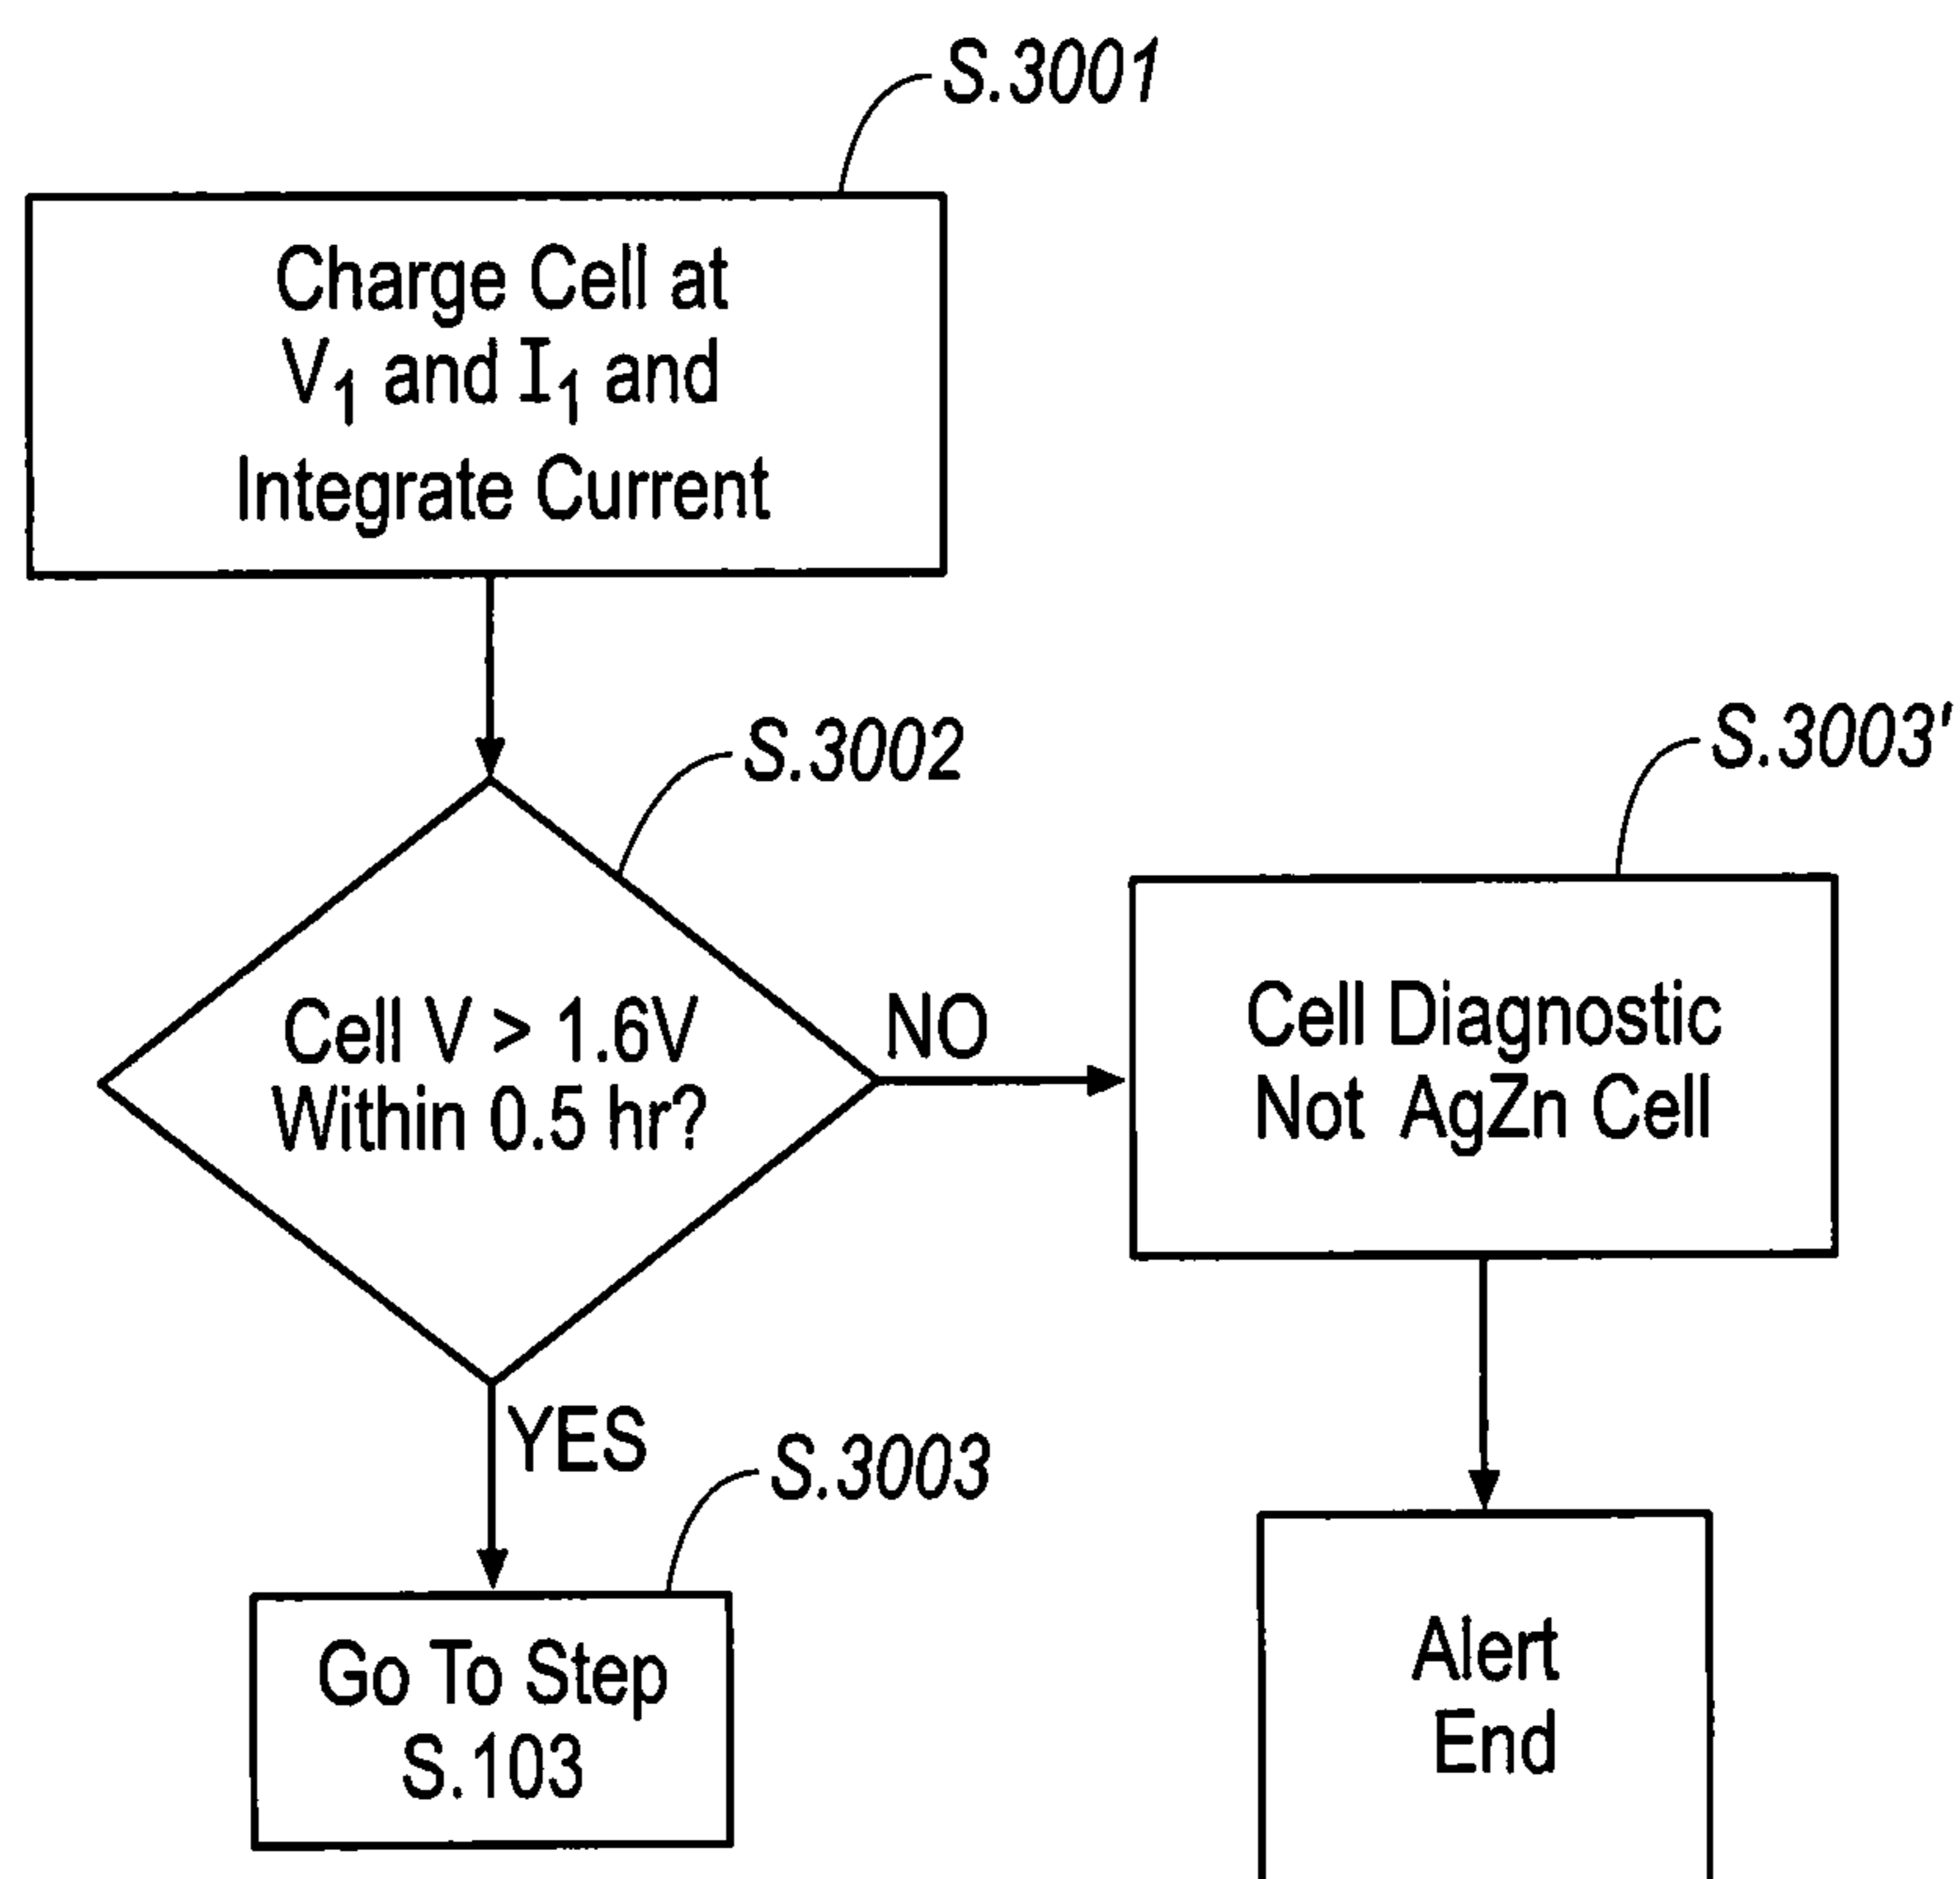 S.3001
Charge Cell at
V₁ and I₁ and
Integrate Current
S.3002
Cell V > 1.6V
Within 0.5 hr?
NO
S.3003'
Cell Diagnostic
Not AgZn Cell
YES
S.3003
Go To Step
S.103
Alert
End